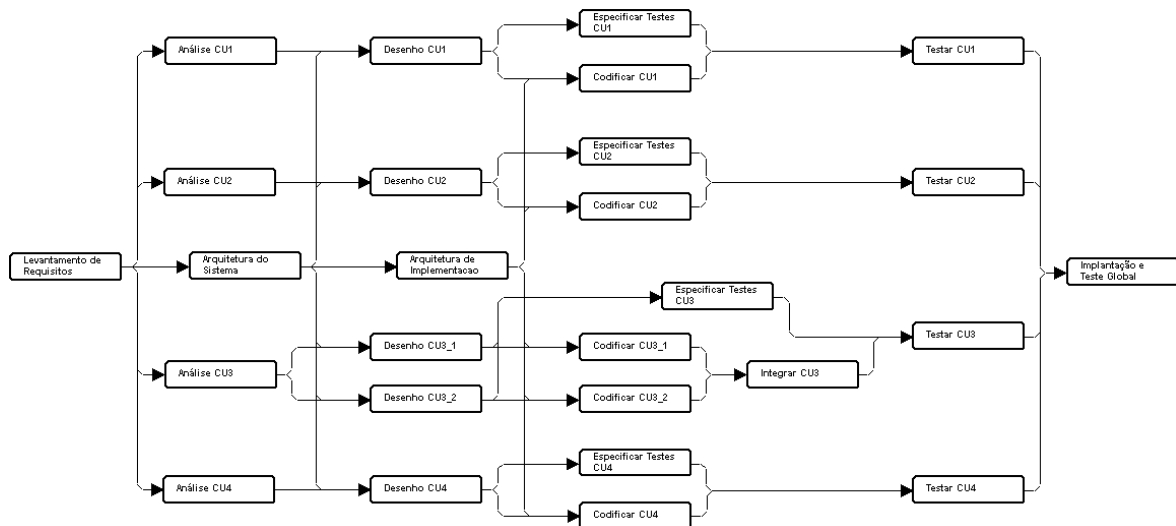 Especificar Testes
CU1
Análise CU1
Desenho CU1
Testar CU1
Codificar CU1
Especificar Testes
CU2
Análise CU2
Desenho CU2
Testar CU2
Codificar CU2
Levantamento de
Requisitos
Arquitetura do
Sistema
Arquitetura de
Implementacao
Implantação e
Teste Global
Especificar Testes
CU3
Testar CU3
Desenho CU3_1
Codificar CU3_1
Análise CU3
Integrar CU3
Desenho CU3_2
Codificar CU3_2
Especificar Testes
CU4
Análise CU4
Desenho CU4
Testar CU4
Codificar CU4